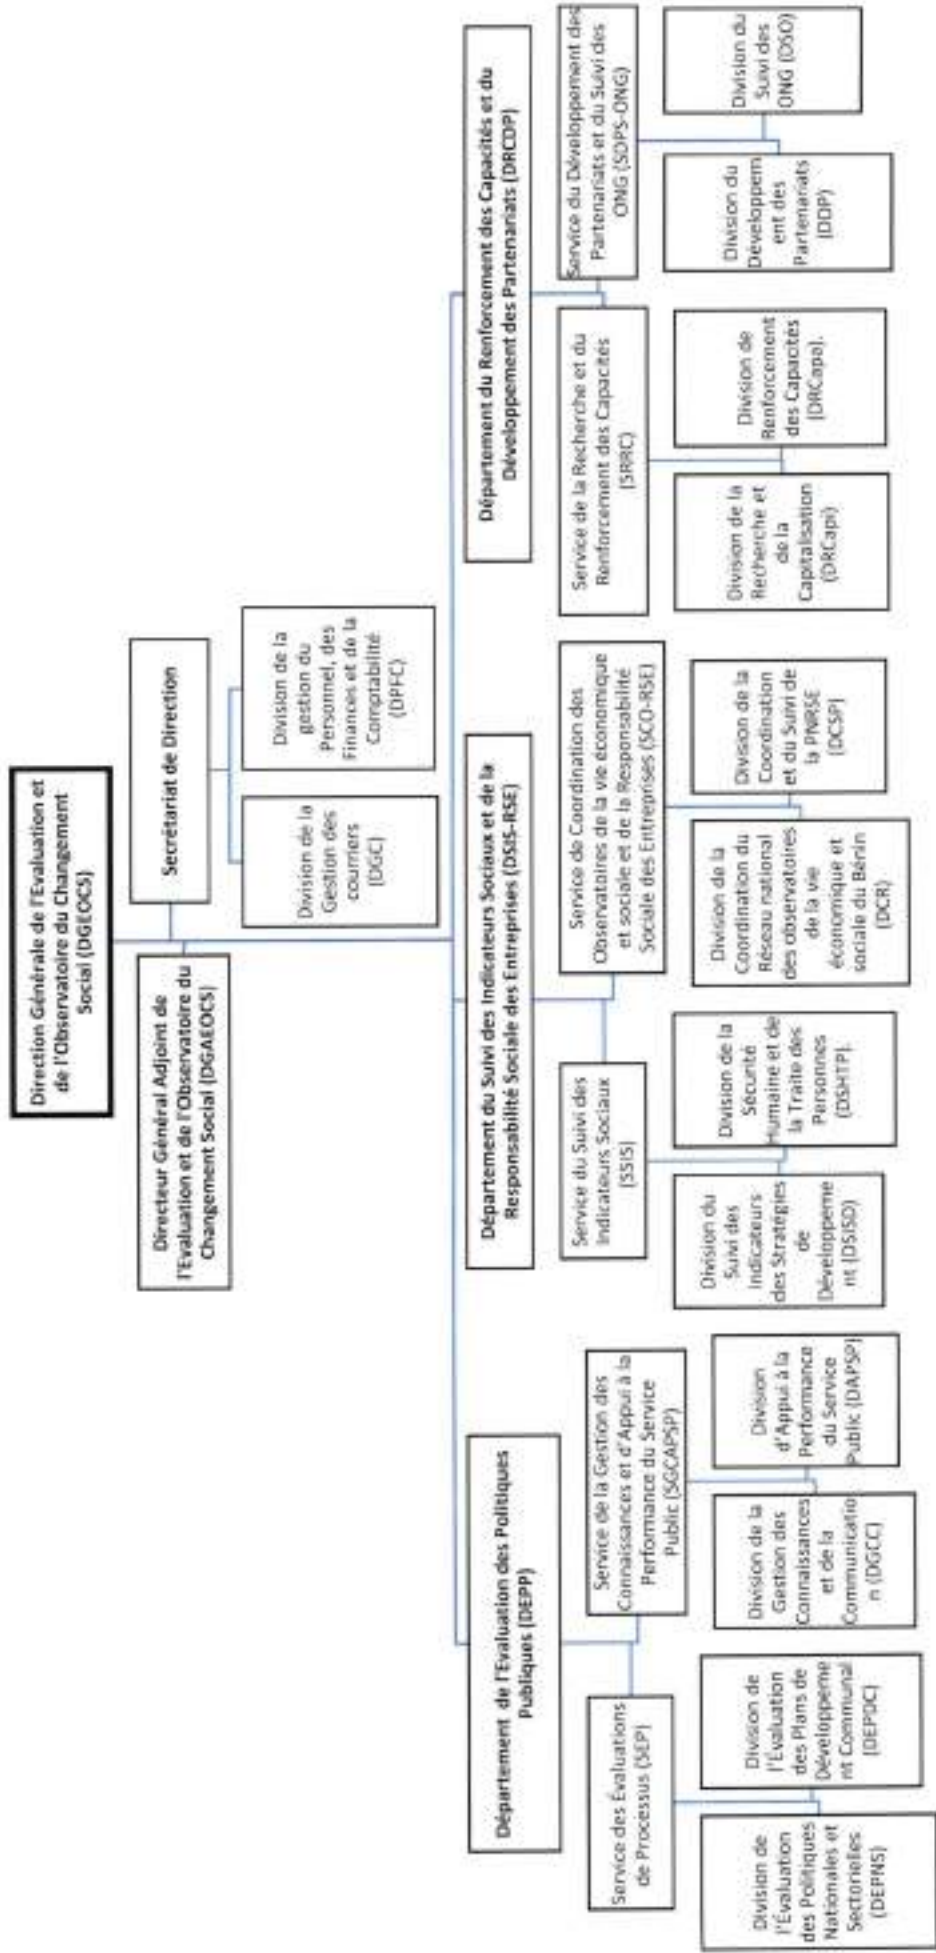 Direction Générale de l'Evaluation et
de l'Observatoire du Changement
Social (DGEOCS)
Directeur Général Adjoint de
l'Evaluation et de l'Observatoire du
Changement Social (DGAEOCS)
Secrétariat de Direction
Division de la
Gestion des
courriers
(DGC)
Division de la
gestion du
Personnel, des
Finances et de la
Comptabilité
(DPFC)
Département de l'Evaluation des Politiques
Publiques (DEPP)
Département du Suivi des Indicateurs Sociaux et de la
Responsabilité Sociale des Entreprises (DSIS-RSE)
Département du Renforcement des Capacités et du
Développement des Partenariats (DRCDP)
Service des Évaluations
de Processus (SEP)
Service de la Gestion des
Connaissances et d'Appui à la
Performance du Service
Public (SGCAPSP)
Service du Suivi des
Indicateurs Sociaux
(SSIS)
Service de Coordination des
Observatoires de la vie économique
et sociale et de la Responsabilité
Sociale des Entreprises (SCO-RSE)
Service de la Recherche et du
Renforcement des Capacités
(SRRC)
Service du Développement des
Partenariats et du Suivi des
ONG (SDPS-ONG)
Division de
l'Évaluation
des Politiques
Nationales et
Sectorielles
(DEPNS)
Division de
l'Évaluation
des Plans de
Développeme
nt Communal
(DEPDC)
Division de la
Gestion des
Connaissances
et de la
Communicatio
n (DGCC)
Division
d'Appui à la
Performance
du Service
Public (DAPSP)
Division du
Suivi des
Indicateurs
des Stratégies
de
Développeme
nt (DSISD)
Division de la
Sécurité
Humaine et de
la Traite des
Personnes
(DSHTP).
Division de la
Coordination du
Réseau national
des observatoires
de la vie
économique et
sociale du Bénin
(DCR)
Division de la
Coordination
et du Suivi de
la PNRSE
(DCSP)
Division de la
Recherche et
de la
Capitalisation
(DRCapi)
Division de
Renforcement
des Capacités
(DRCapa).
Division du
Développem
ent des
Partenariats
(DDP)
Division du
Suivi des
ONG (DSO)